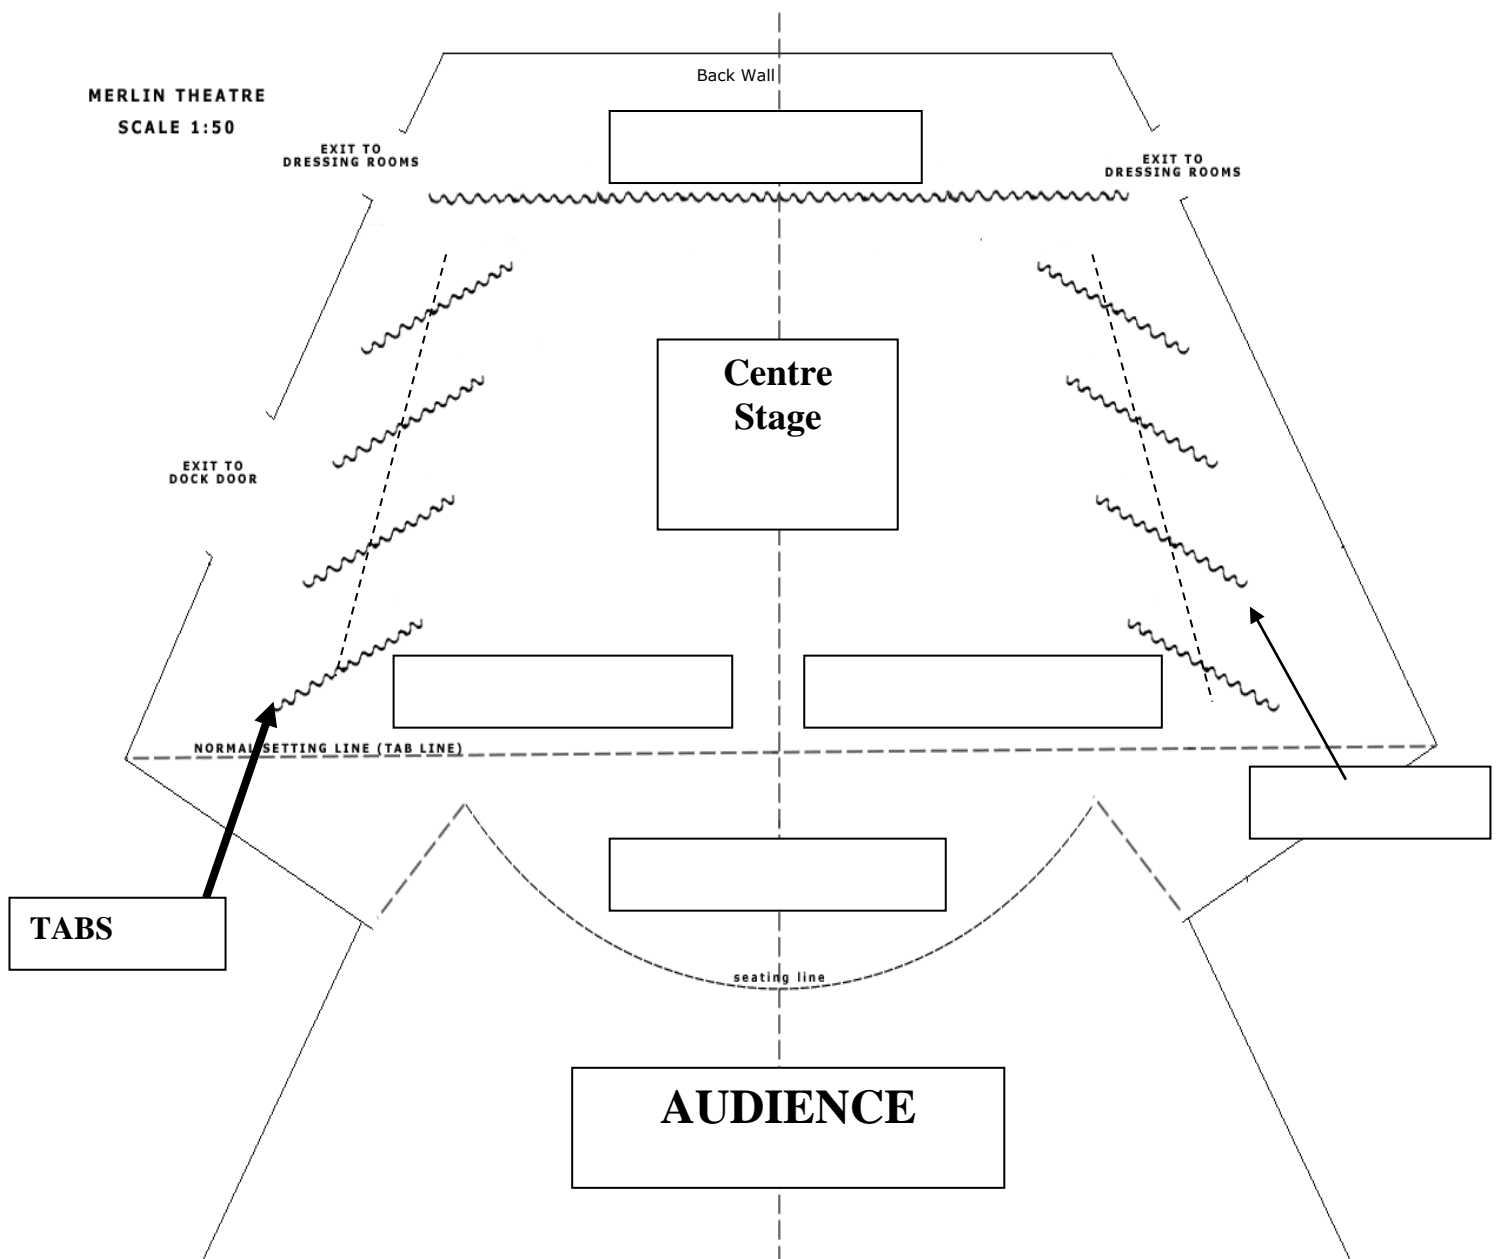 Back Wall
MERLIN THEATRE
SCALE 1:50
EXIT TO
DRESSING ROOMS
EXIT TO
DRESSING ROOMS
Centre
Stage
EXIT TO
DOCK DOOR
NORMAL SETTING LINE (TAB LINE)
TABS
seating line
AUDIENCE